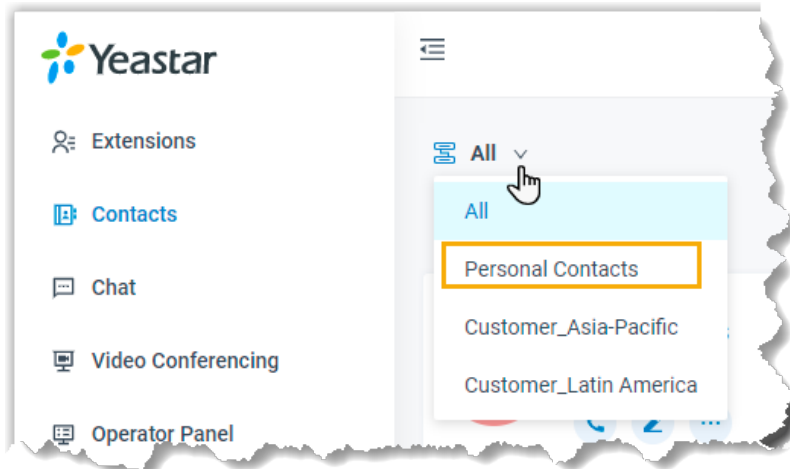 Yeastar
Extensions
Contacts
Chat
Video Conferencing
Operator Panel
All
All
Personal Contacts
Customer_Asia-Pacific
Customer_Latin America